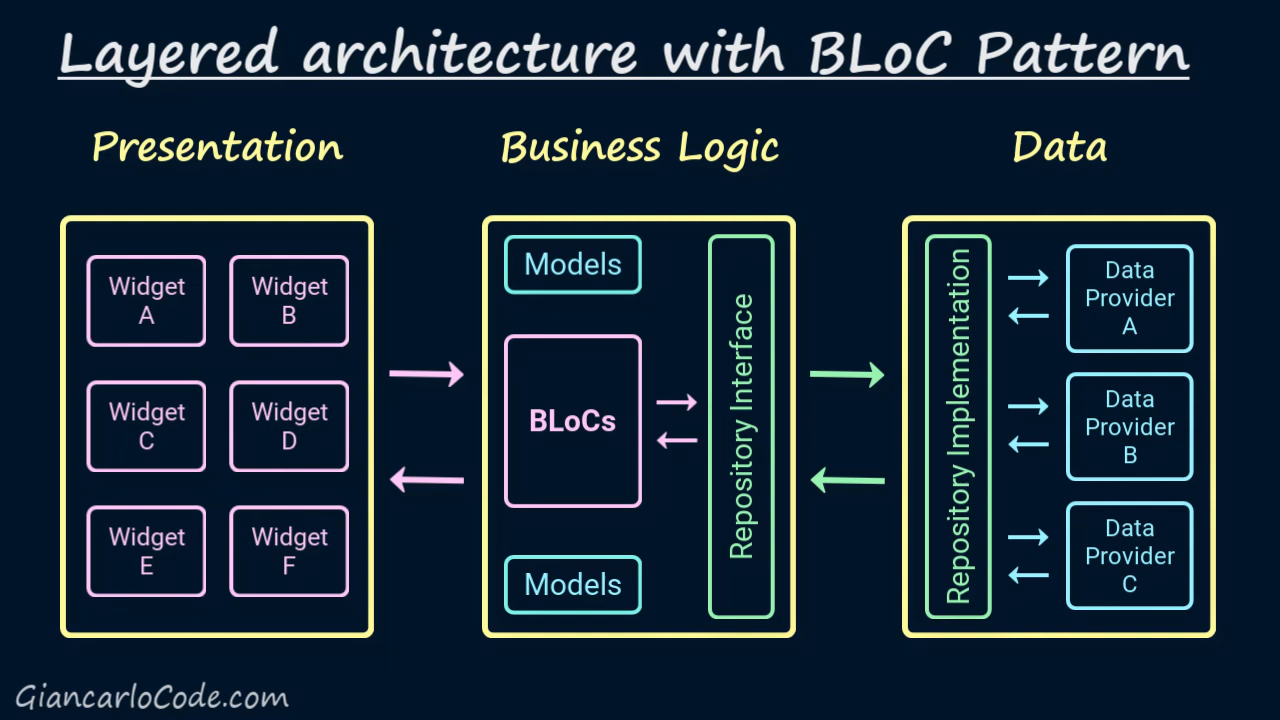 Layered architecture with BLoC Pattern
Presentation
Business Logic
Data
Widget
A
Widget
B
Widget
C
Widget
D
Widget
E
Widget
F
Models
BLoCs
Models
Repository Interface
Repository Implementation
Data
Provider
A
Data
Provider
B
Data
Provider
C
GiancarloCode.com